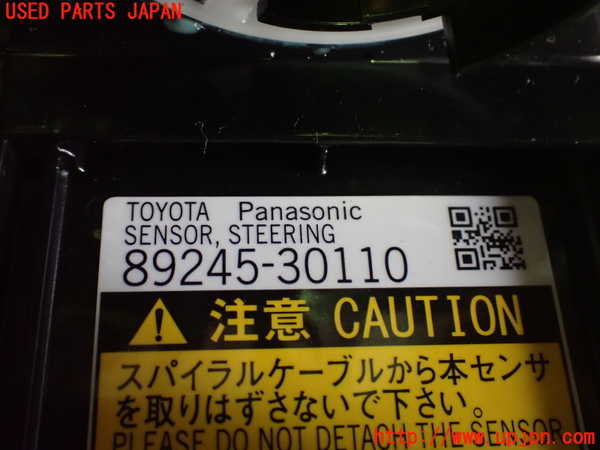 USED PARTS JAPAN
TOYOTA Panasonic
SENSOR, STEERING
89245-30110
注意 CAUTION
スパイラルケーブルから本センサ
を取りはずさないで下さい。
PLEASE DO NOT DETACH THE SENSOR
http://www.upjon.com/